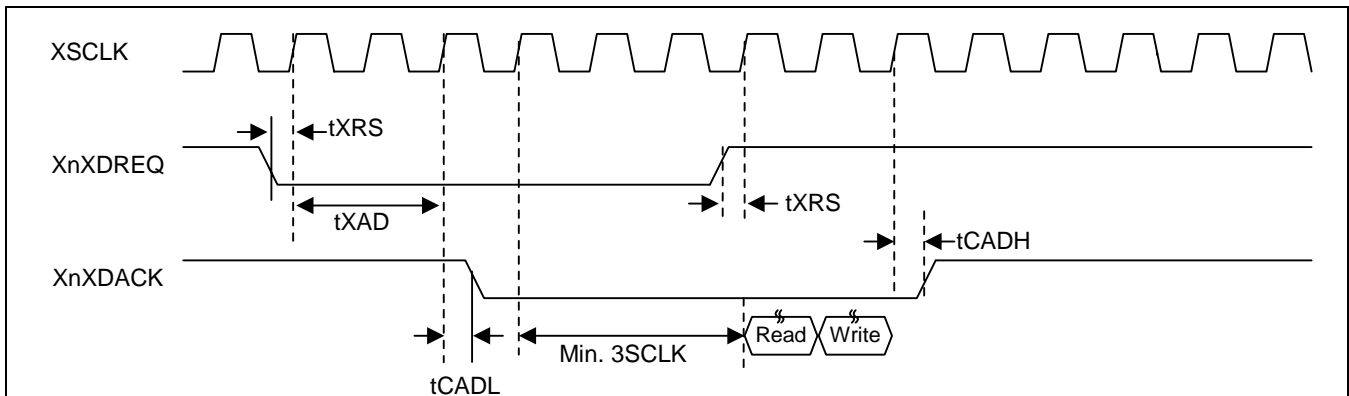 XSCLK
tXRS
XnXDREQ
tXAD
tXRS
tCADH
XnXDACK
Read Write
Min. 3SCLK
tCADL